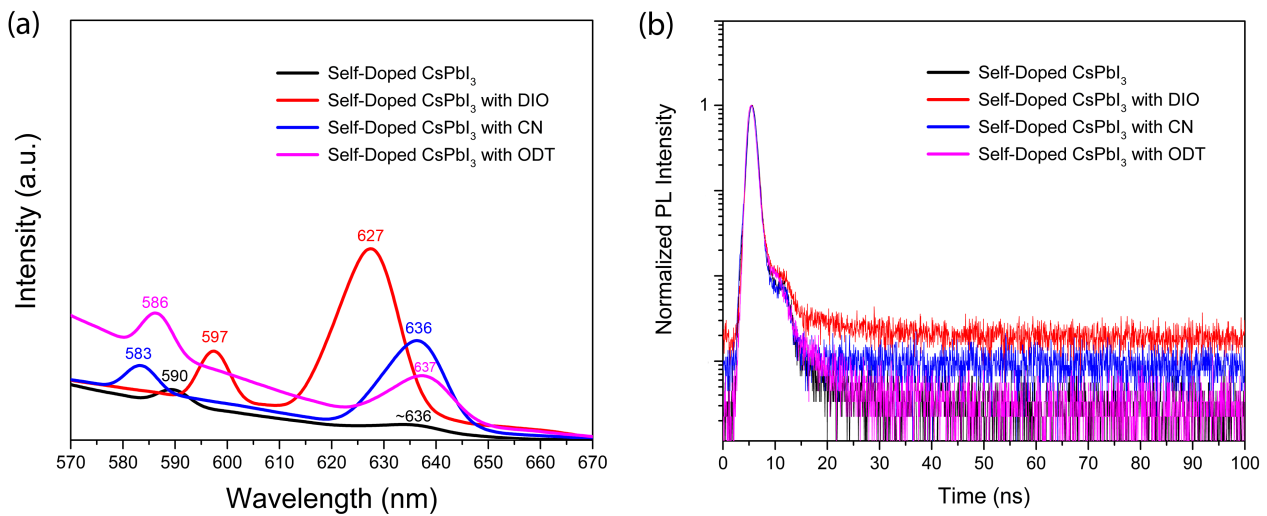 (a)
Self-Doped CsPbI₃
Self-Doped CsPbI₃ with DIO
Self-Doped CsPbI₃ with CN
Self-Doped CsPbI₃ with ODT
627
586
597
636
583
590
637
~636
570 580 590 600 610 620 630 640 650 660 670
Wavelength (nm)
Intensity (a.u.)
(b)
Self-Doped CsPbI₃
Self-Doped CsPbI₃ with DIO
Self-Doped CsPbI₃ with CN
Self-Doped CsPbI₃ with ODT
1
0 10 20 30 40 50 60 70 80 90 100
Time (ns)
Normalized PL Intensity